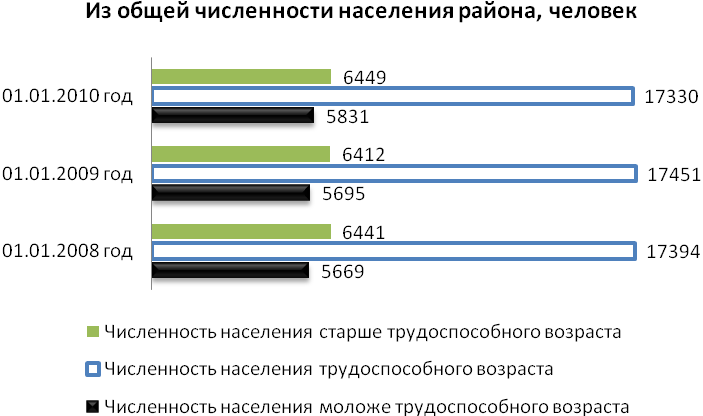 Из общей численности населения района, человек
6449
01.01.2010 год
17330
5831
6412
01.01.2009 год
17451
5695
6441
01.01.2008 год
17394
5669
Численность населения старше трудоспособного возраста
Численность населения трудоспособного возраста
Численность населения моложе трудоспособного возраста